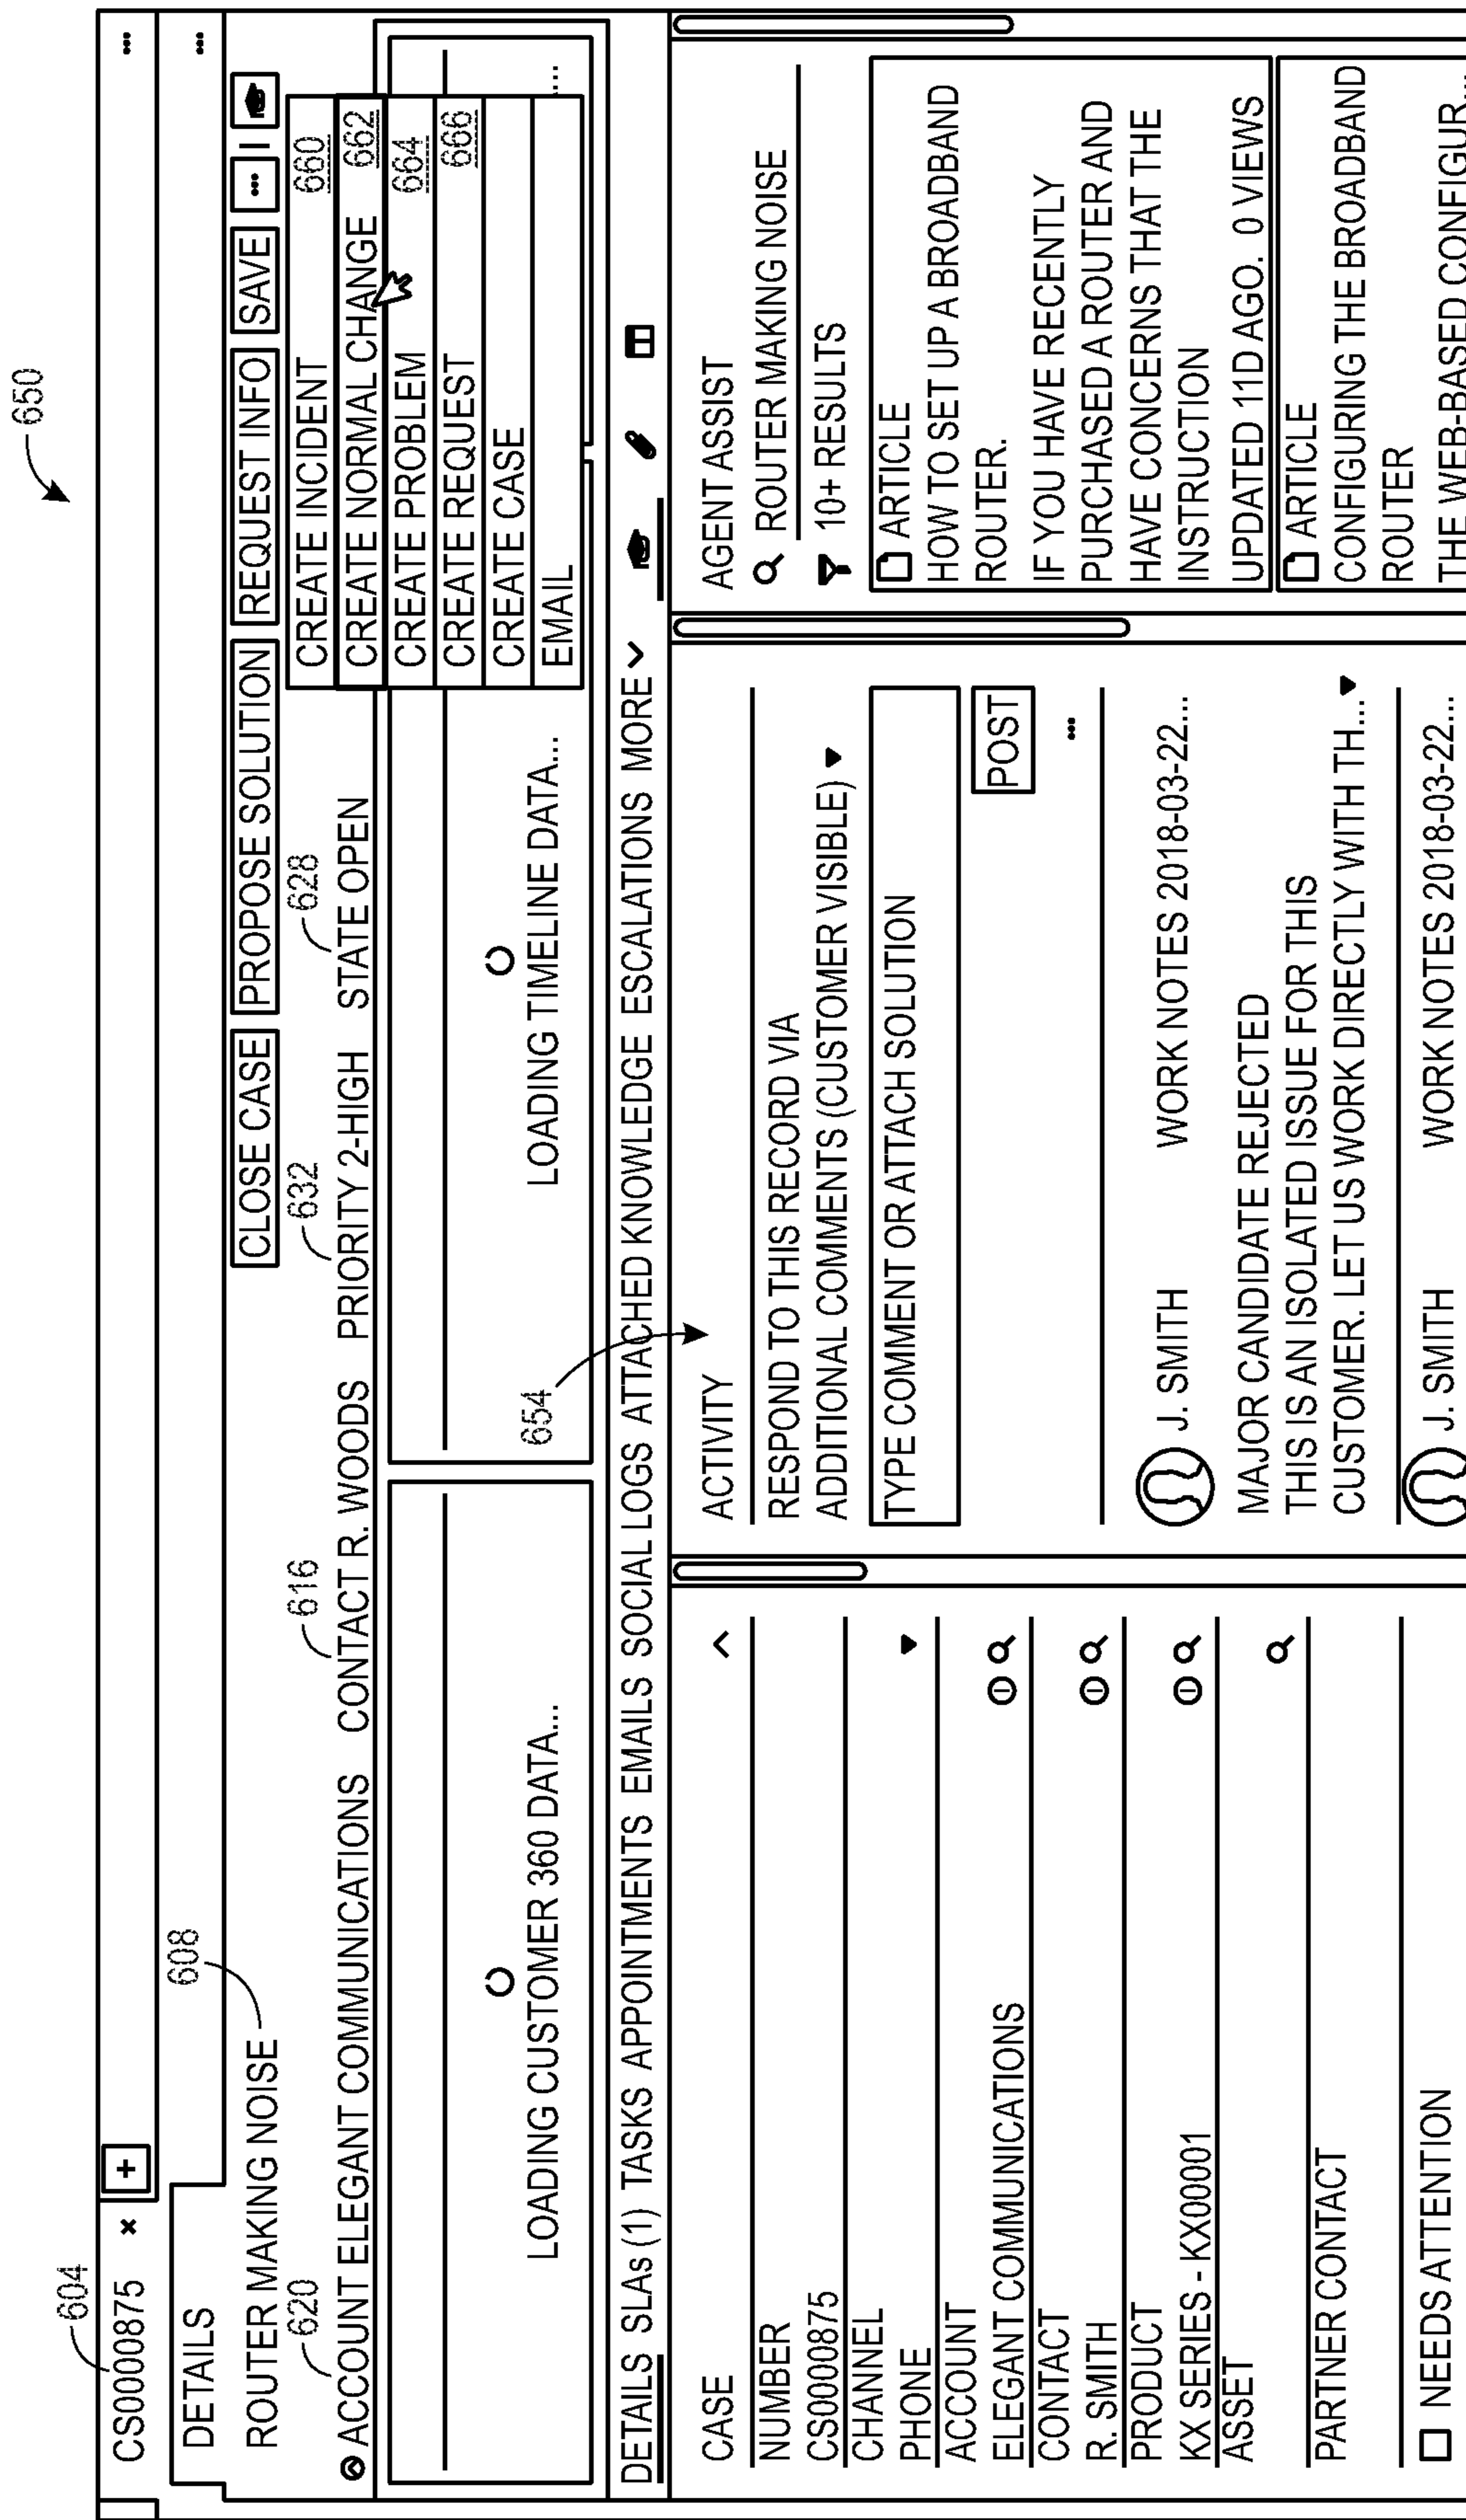 650
604
CS0000875 × + ...
DETAILS ...
608
ROUTER MAKING NOISE
CLOSE CASE PROPOSE SOLUTION REQUEST INFO SAVE ... |
620 616 632 628
ACCOUNT ELEGANT COMMUNICATIONS CONTACT R. WOODS PRIORITY 2-HIGH STATE OPEN
CREATE INCIDENT 660
CREATE NORMAL CHANGE 662
CREATE PROBLEM 664
CREATE REQUEST 666
CREATE CASE
EMAIL
...
LOADING CUSTOMER 360 DATA...
LOADING TIMELINE DATA...
654
DETAILS SLAs (1) TASKS APPOINTMENTS EMAILS SOCIAL LOGS ATTACHED KNOWLEDGE ESCALATIONS MORE
CASE
NUMBER
CS0000875
CHANNEL
PHONE
ACCOUNT
ELEGANT COMMUNICATIONS
CONTACT
R. SMITH
PRODUCT
KX SERIES - KX00001
ASSET
PARTNER CONTACT
NEEDS ATTENTION
ACTIVITY
RESPOND TO THIS RECORD VIA
ADDITIONAL COMMENTS (CUSTOMER VISIBLE)
TYPE COMMENT OR ATTACH SOLUTION
POST
...
J. SMITH WORK NOTES 2018-03-22...
MAJOR CANDIDATE REJECTED
THIS IS AN ISOLATED ISSUE FOR THIS
CUSTOMER. LET US WORK DIRECTLY WITH TH...
J. SMITH WORK NOTES 2018-03-22...
AGENT ASSIST
ROUTER MAKING NOISE
10+ RESULTS
ARTICLE
HOW TO SET UP A BROADBAND
ROUTER.
IF YOU HAVE RECENTLY
PURCHASED A ROUTER AND
HAVE CONCERNS THAT THE
INSTRUCTION
UPDATED 11D AGO. 0 VIEWS
ARTICLE
CONFIGURING THE BROADBAND
ROUTER
THE WEB-BASED CONFIGUR...